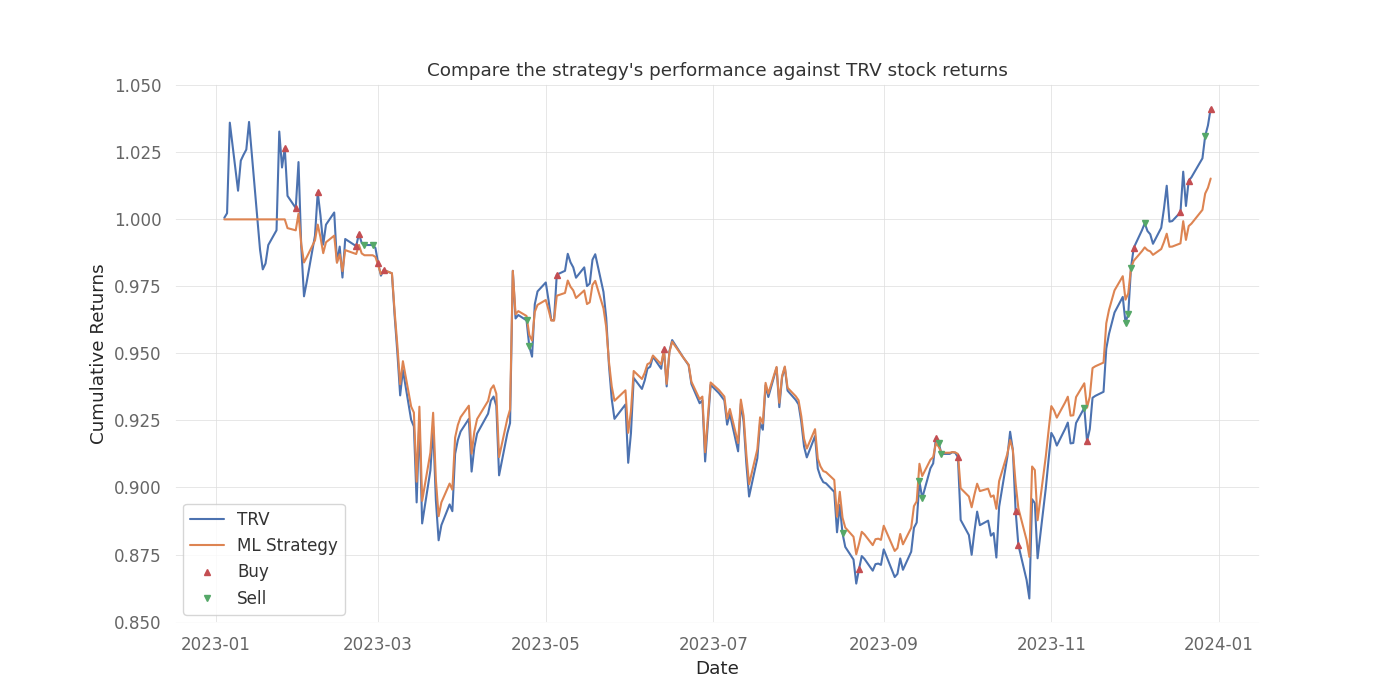 Compare the strategy's performance against TRV stock returns
1.050
1.025
1.000
0.975
0.950
0.925
0.900
0.875
0.850
Cumulative Returns
TRV
ML Strategy
Buy
Sell
2023-01
2023-03
2023-05
2023-07
2023-09
2023-11
2024-01
Date